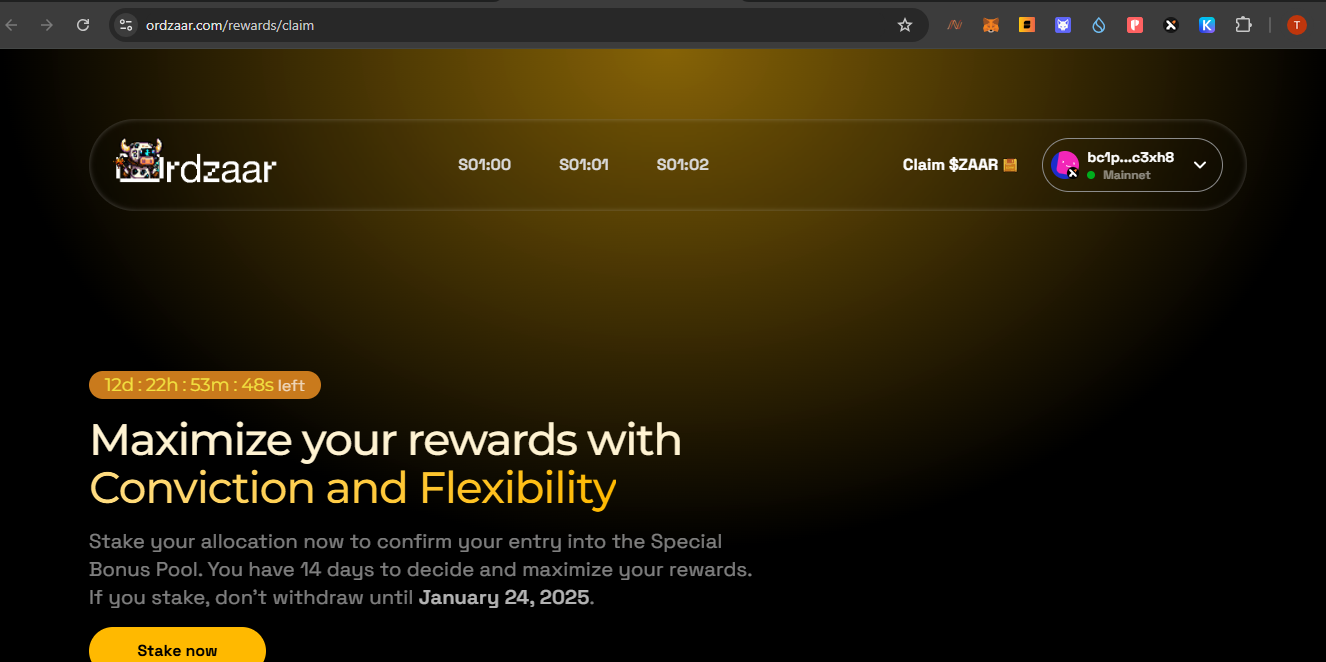 ordzaar.com/rewards/claim
T
rdzaar
S01:00
S01:01
S01:02
Claim $ZAAR
bc1p...c3xh8
Mainnet
12d : 22h : 53m : 48s left
Maximize your rewards with
Conviction and Flexibility
Stake your allocation now to confirm your entry into the Special
Bonus Pool. You have 14 days to decide and maximize your rewards.
If you stake, don't withdraw until January 24, 2025.
Stake now